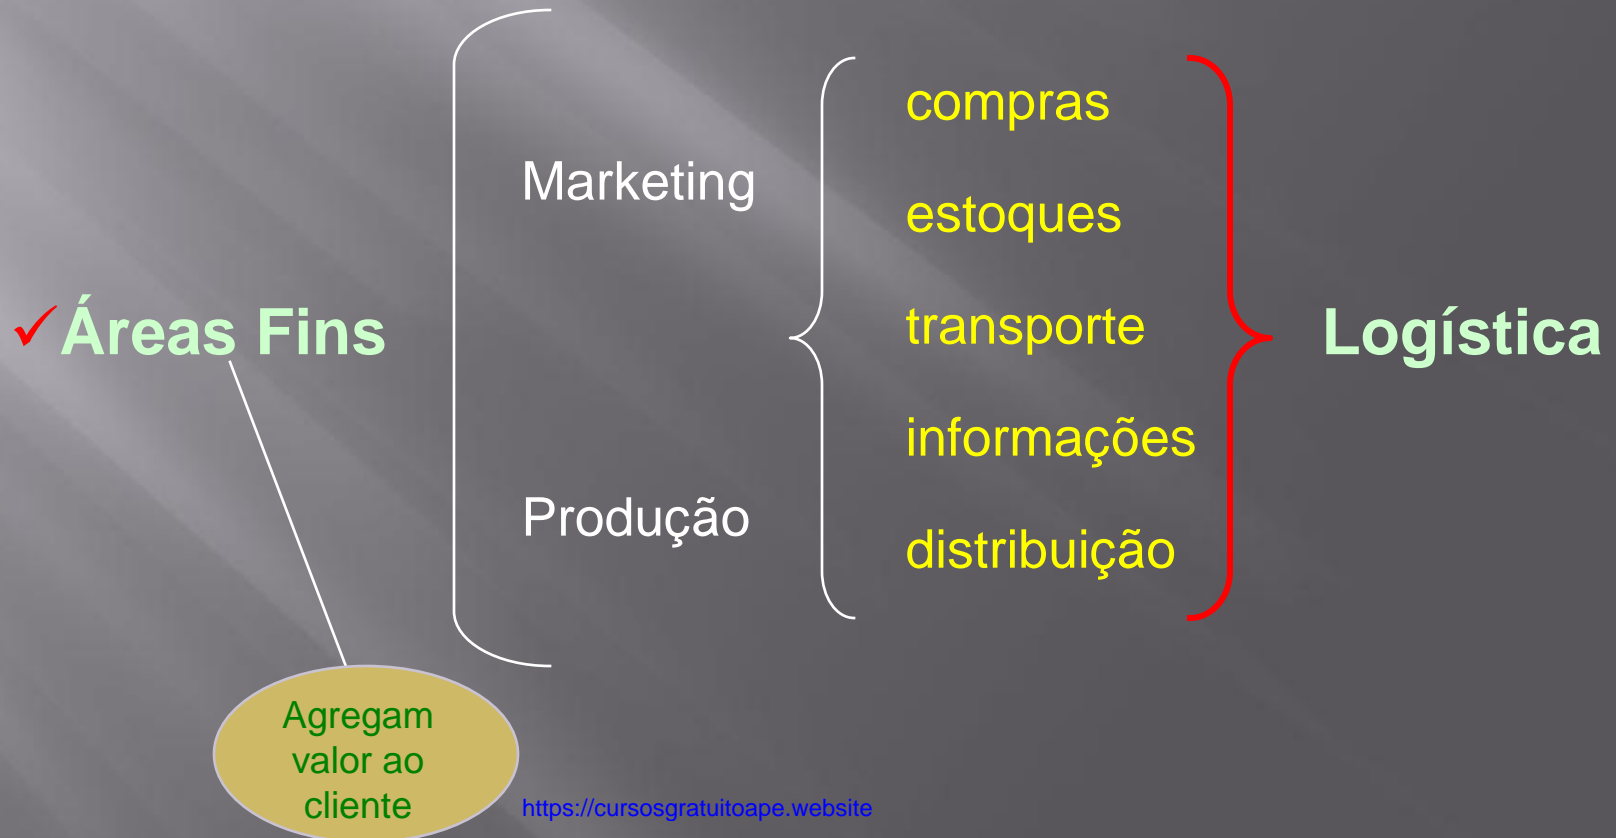 Áreas Fins
Marketing
Produção
compras
estoques
transporte
informações
distribuição
Logística
Agregam
valor ao
cliente
https://cursosgratuitoape.website